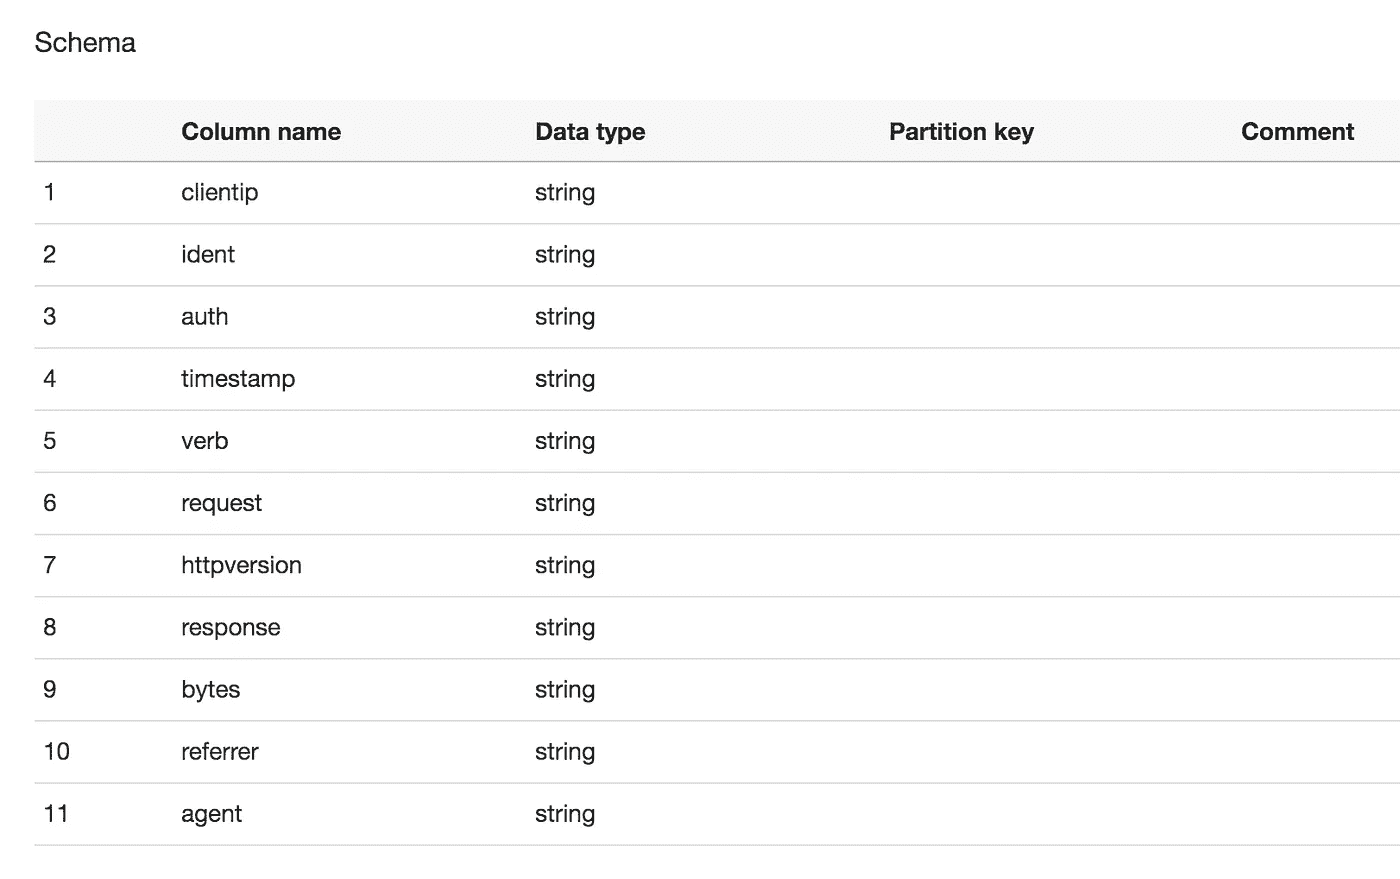 Schema
Column name Data type Partition key Comment
1 clientip string
2 ident string
3 auth string
4 timestamp string
5 verb string
6 request string
7 httpversion string
8 response string
9 bytes string
10 referrer string
11 agent string